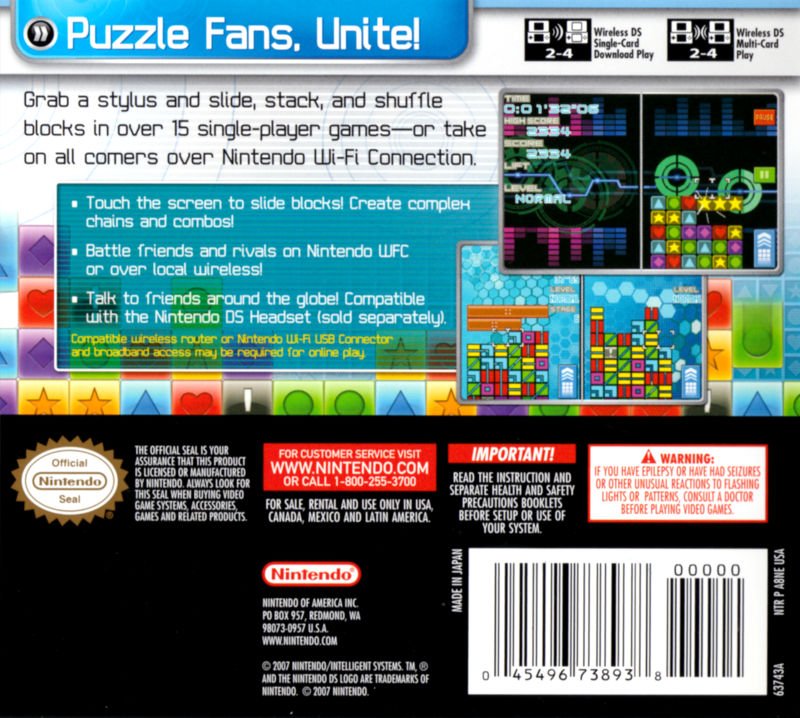 Puzzle Fans, Unite!
2-4
Wireless DS
Single-Card
Download Play
2-4
Wireless DS
Multi-Card
Play
Grab a stylus and slide, stack, and shuffle
blocks in over 15 single-player games—or take
on all comers over Nintendo Wi-Fi Connection.
▪ Touch the screen to slide blocks! Create complex
chains and combos!
▪ Battle friends and rivals on Nintendo WFC
or over local wireless!
▪ Talk to friends around the globe! Compatible
with the Nintendo DS Headset (sold separately).
Compatible wireless router or Nintendo Wi-Fi USB Connector
and broadband access may be required for online play.
TIME
0:01'32"06
HIGH SCORE
2334
SCORE
2334
LIFT
LEVEL
NORMAL
PAUSE
LEVEL
NORMAL
STAGE
LEVEL
Official
Nintendo
Seal
THE OFFICIAL SEAL IS YOUR
ASSURANCE THAT THIS PRODUCT
IS LICENSED OR MANUFACTURED
BY NINTENDO. ALWAYS LOOK FOR
THIS SEAL WHEN BUYING VIDEO
GAME SYSTEMS, ACCESSORIES,
GAMES AND RELATED PRODUCTS.
FOR CUSTOMER SERVICE VISIT
WWW.NINTENDO.COM
OR CALL 1-800-255-3700
FOR SALE, RENTAL AND USE ONLY IN USA,
CANADA, MEXICO AND LATIN AMERICA.
IMPORTANT!
READ THE INSTRUCTION AND
SEPARATE HEALTH AND SAFETY
PRECAUTIONS BOOKLETS
BEFORE SETUP OR USE OF
YOUR SYSTEM.
WARNING:
IF YOU HAVE EPILEPSY OR HAVE HAD SEIZURES
OR OTHER UNUSUAL REACTIONS TO FLASHING
LIGHTS OR PATTERNS, CONSULT A DOCTOR
BEFORE PLAYING VIDEO GAMES.
Nintendo
NINTENDO OF AMERICA INC.
PO BOX 957, REDMOND, WA
98073-0957 U.S.A.
WWW.NINTENDO.COM
© 2007 NINTENDO/INTELLIGENT SYSTEMS. TM, ®
AND THE NINTENDO DS LOGO ARE TRADEMARKS OF
NINTENDO. © 2007 NINTENDO.
MADE IN JAPAN
00000
0 45496 73893 8
NTR P A8NE USA
63743A